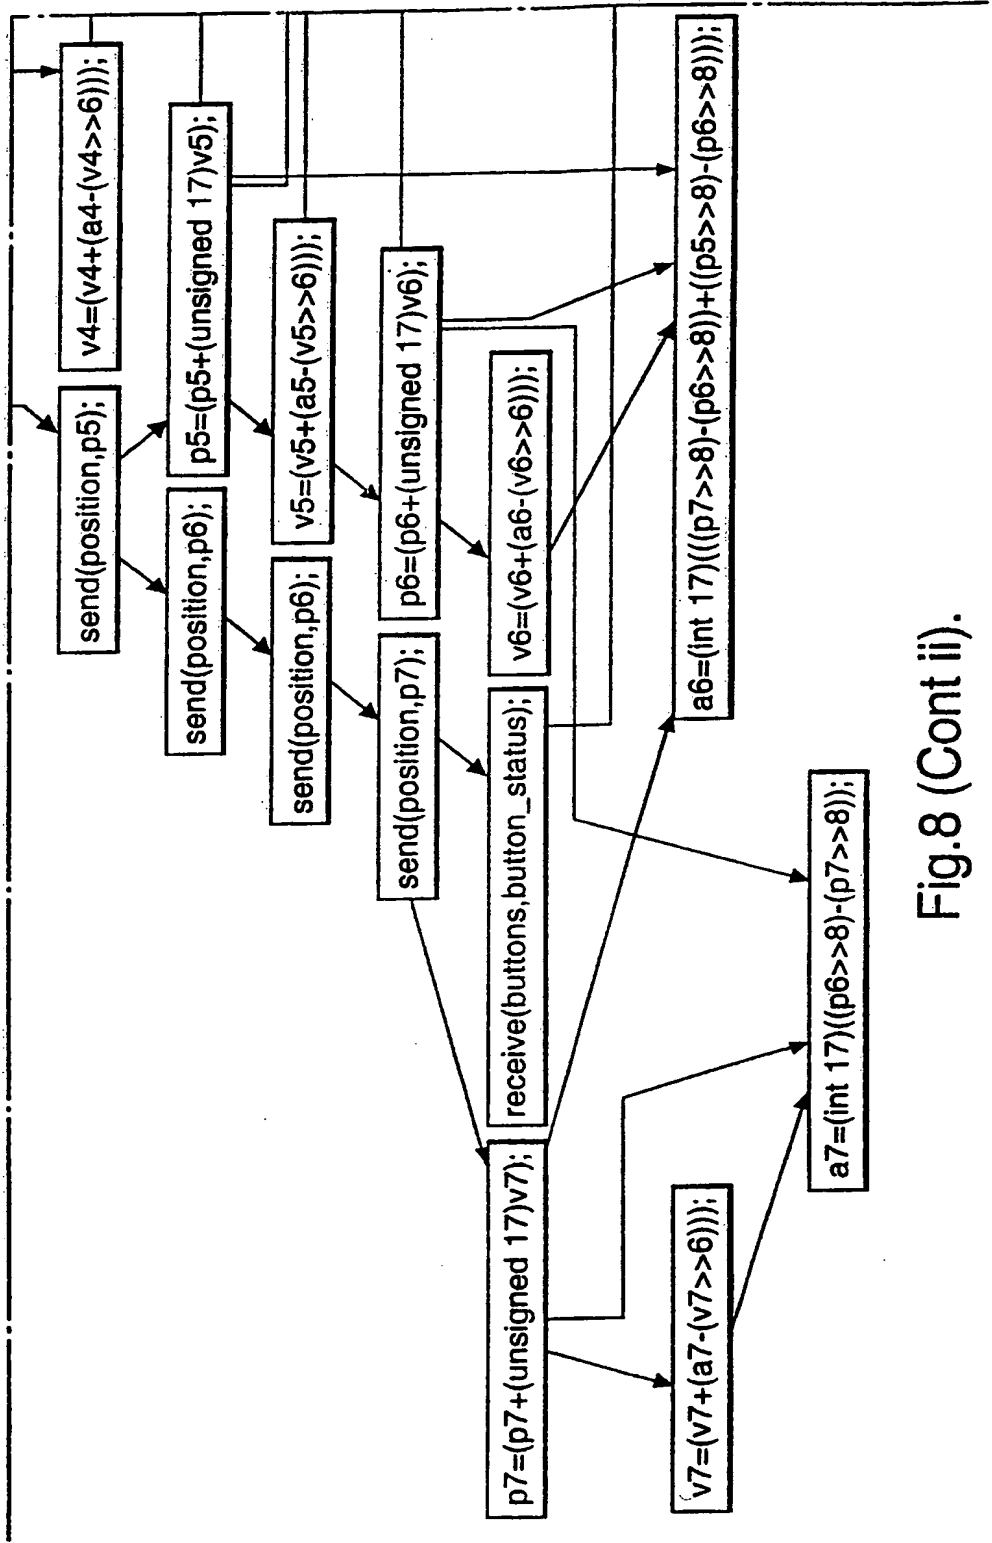 v4=(v4+(a4-(v4>>6)));
send(position,p5);
p5=(p5+(unsigned 17)v5);
send(position,p6);
v5=(v5+(a5-(v5>>6)));
send(position,p6);
p6=(p6+(unsigned 17)v6);
send(position,p7);
v6=(v6+(a6-(v6>>6)));
receive(buttons,button_status);
p7=(p7+(unsigned 17)v7);
a6=(int 17)(((p7>>8)-(p6>>8))+((p5>>8)-(p6>>8)));
v7=(v7+(a7-(v7>>6)));
a7=(int 17)((p6>>8)-(p7>>8));
Fig.8 (Cont ii).